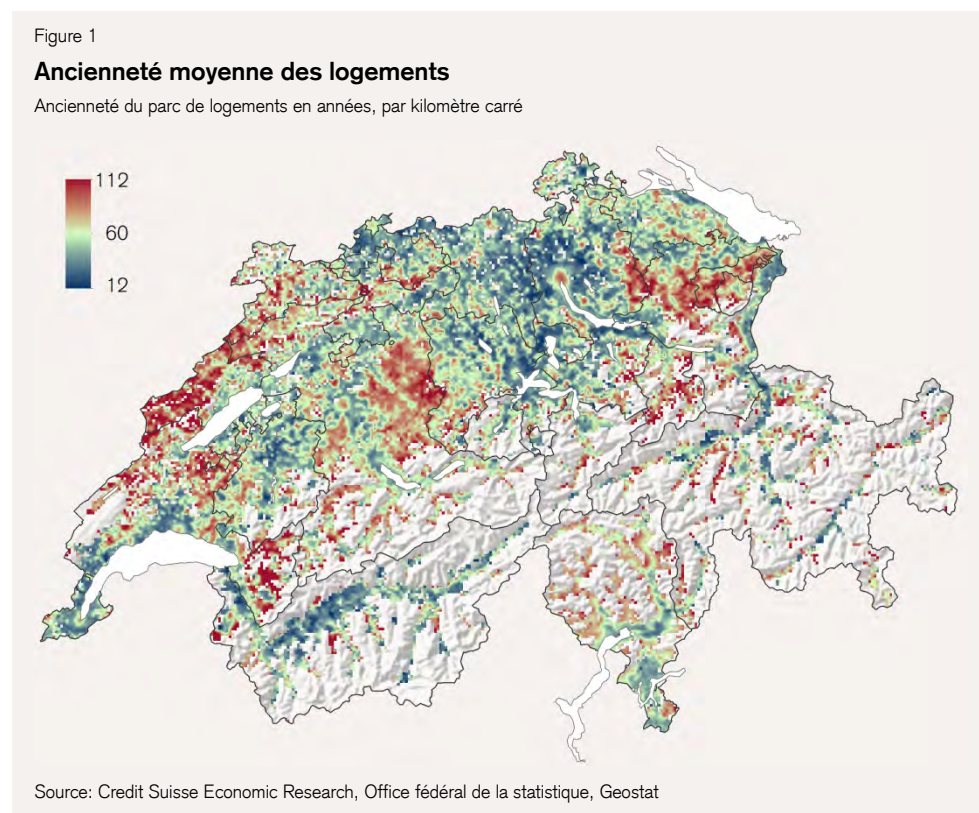 Figure 1
Ancienneté moyenne des logements
Ancienneté du parc de logements en années, par kilomètre carré
112
60
12
Source: Credit Suisse Economic Research, Office fédéral de la statistique, Geostat